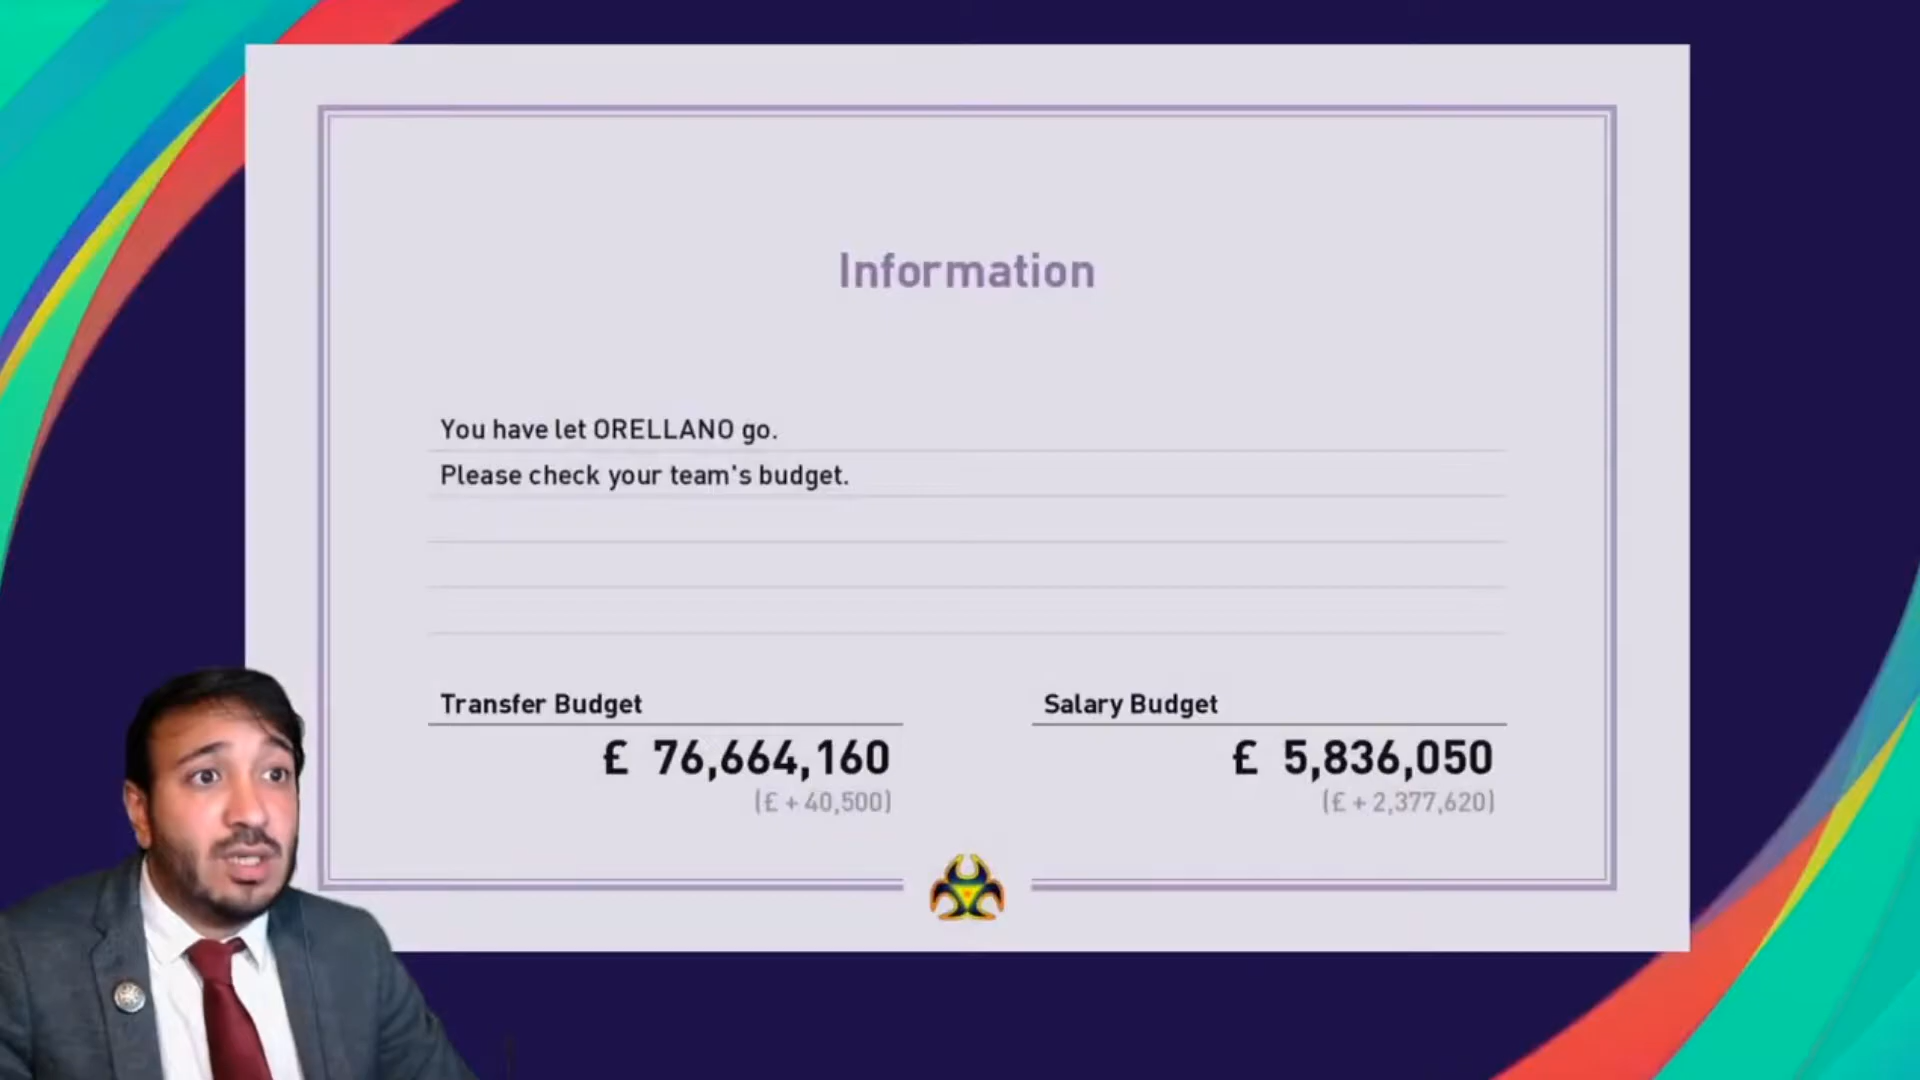 Information
You have let ORELLANO go.
Please check your team's budget.
Transfer Budget
£ 76,664,160
(£ + 40,500)
Salary Budget
£ 5,836,050
(£ + 2,377,620)